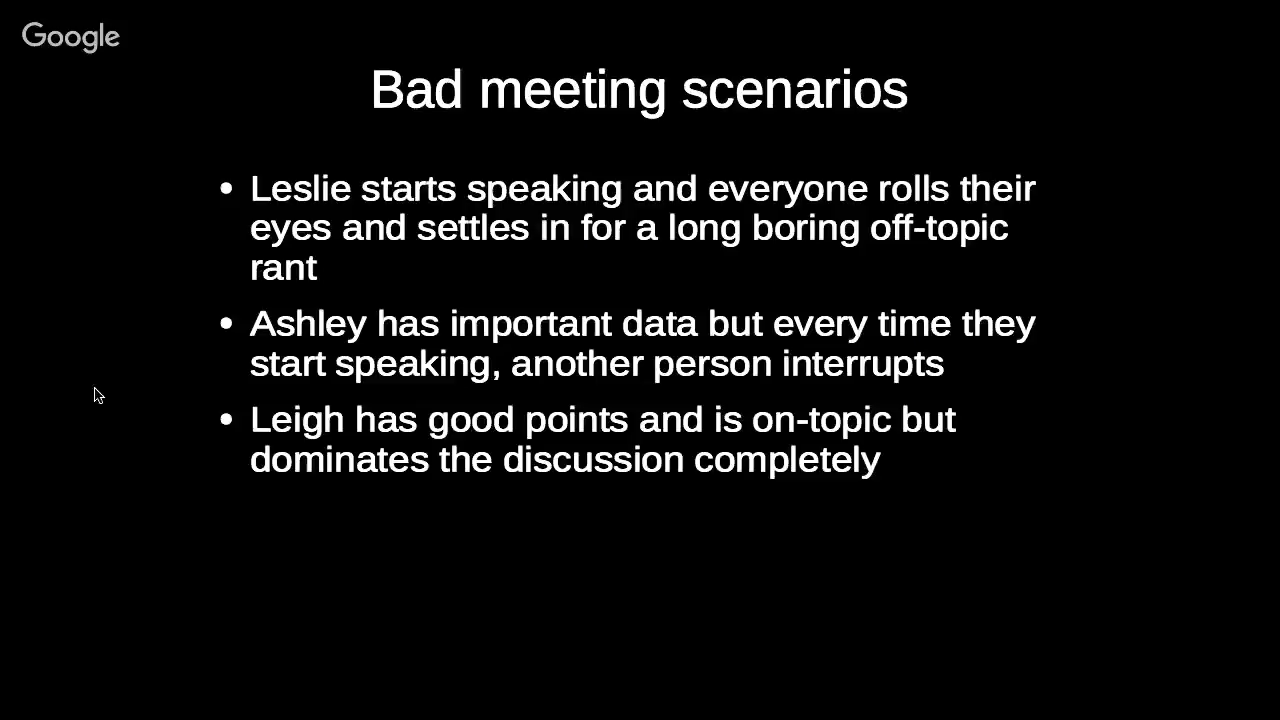 Google
Bad meeting scenarios
• Leslie starts speaking and everyone rolls their
eyes and settles in for a long boring off-topic
rant
• Ashley has important data but every time they
start speaking, another person interrupts
• Leigh has good points and is on-topic but
dominates the discussion completely